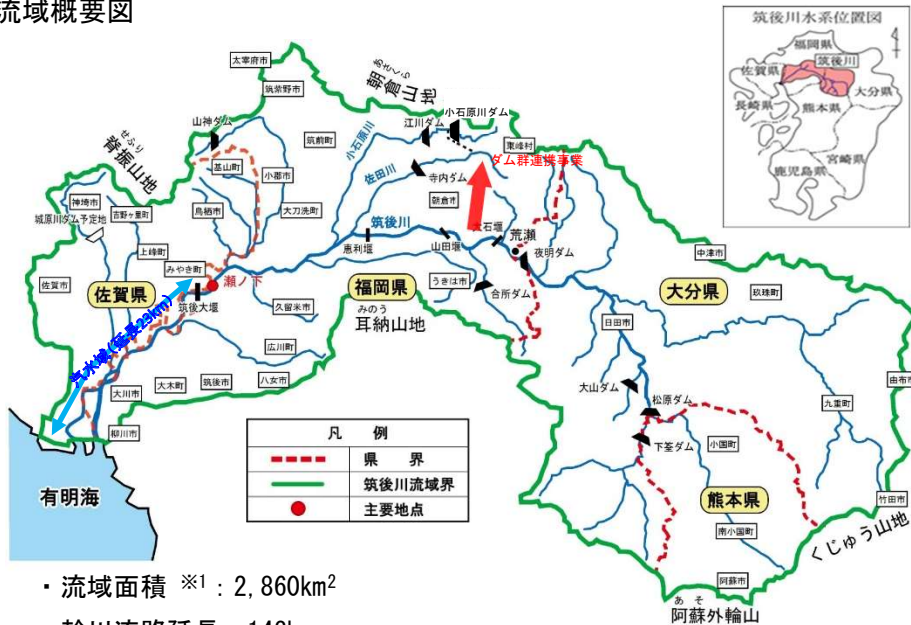 流域概要図
筑後川水系位置図
福岡県
筑後川
佐賀県
大分県
長崎県
熊本県
宮崎県
鹿児島県
太宰府市
筑紫野市
あさくら
朝倉山地
小石原川ダム
江川ダム
山神ダム
筑前町
小石原川
東峰村
ダム群連携事業
せふり
脊振山地
基山町
小郡市
佐田川
寺内ダム
神埼市
吉野ヶ里町
城原川ダム予定地
鳥栖市
大刀洗町
朝倉市
筑後川
大石堰
荒瀬
上峰町
恵利堰
山田堰
夜明ダム
中津市
みやき町
瀬ノ下
うきは市
合所ダム
佐賀市
佐賀県
筑後大堰
福岡県
大分県
玖珠町
久留米市
みのう
耳納山地
日田市
汽水域(延長23km)
広川町
大川市
大木町
筑後市
八女市
大山ダム
由布市
松原ダム
九重町
柳川市
下筌ダム
小国町
凡 例
県 界
筑後川流域界
主要地点
有明海
熊本県
竹田市
南小国町
くじゅう山地
阿蘇市
あ そ
阿蘇外輪山
・流域面積 ※1：2,860km2